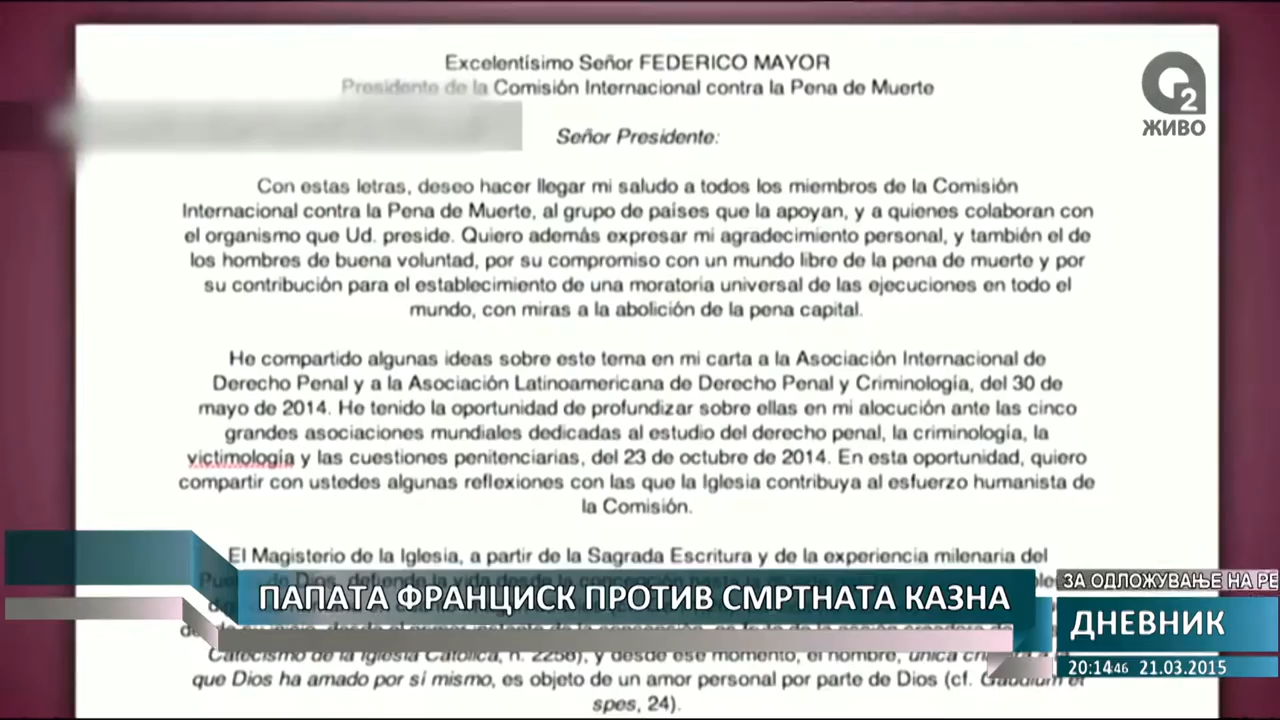 Excelentísimo Señor FEDERICO MAYOR
Presidente de la Comisión Internacional contra la Pena de Muerte
Señor Presidente:
Con estas letras, deseo hacer llegar mi saludo a todos los miembros de la Comisión
Internacional contra la Pena de Muerte, al grupo de países que la apoyan, y a quienes colaboran con
el organismo que Ud. preside. Quiero además expresar mi agradecimiento personal, y también el de
los hombres de buena voluntad, por su compromiso con un mundo libre de la pena de muerte y por
su contribución para el establecimiento de una moratoria universal de las ejecuciones en todo el
mundo, con miras a la abolición de la pena capital.
He compartido algunas ideas sobre este tema en mi carta a la Asociación Internacional de
Derecho Penal y a la Asociación Latinoamericana de Derecho Penal y Criminología, del 30 de
mayo de 2014. He tenido la oportunidad de profundizar sobre ellas en mi alocución ante las cinco
grandes asociaciones mundiales dedicadas al estudio del derecho penal, la criminología, la
victimología y las cuestiones penitenciarias, del 23 de octubre de 2014. En esta oportunidad, quiero
compartir con ustedes algunas reflexiones con las que la Iglesia contribuya al esfuerzo humanista de
la Comisión.
El Magisterio de la Iglesia, a partir de la Sagrada Escritura y de la experiencia milenaria del
Catecismo de la Iglesia Católica, n. 2258), y desde ese momento, el hombre, única
que Dios ha amado por sí mismo, es objeto de un amor personal por parte de Dios (cf. Gaudium et
spes, 24).
2
ЖИВО
ПАПАТА ФРАНЦИСК ПРОТИВ СМРТНАТА КАЗНА
ЗА ОДЛОЖУВАЊЕ НА РЕ
ДНЕВНИК
20:14:46 21.03.2015